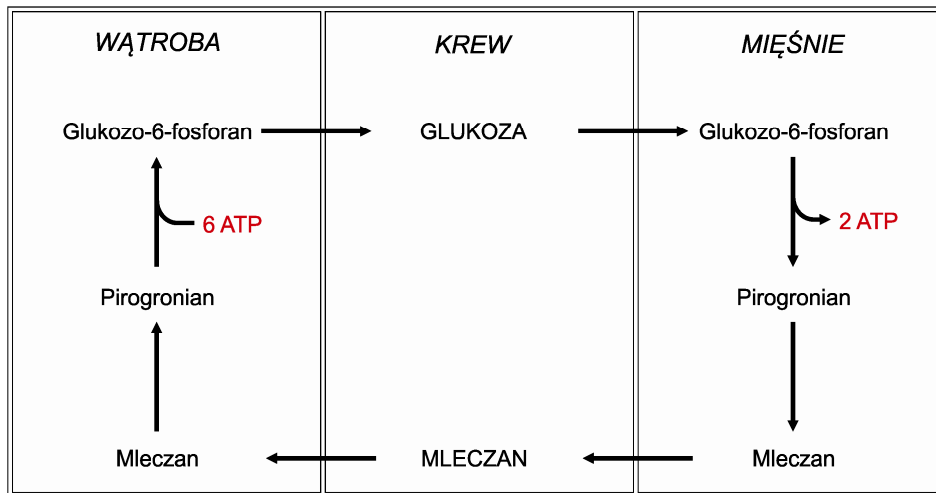 WĄTROBA
KREW
MIĘŚNIE
Glukozo-6-fosforan
GLUKOZA
Glukozo-6-fosforan
6 ATP
2 ATP
Pirogronian
Pirogronian
Mleczan
MLECZAN
Mleczan